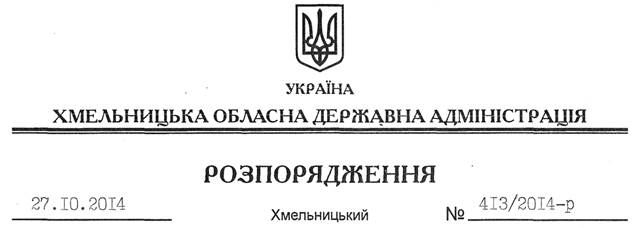 УКРАЇНА
ХМЕЛЬНИЦЬКА ОБЛАСНА ДЕРЖАВНА АДМІНІСТРАЦІЯ
РОЗПОРЯДЖЕННЯ
27.10.2014 Хмельницький № 413/2014-р